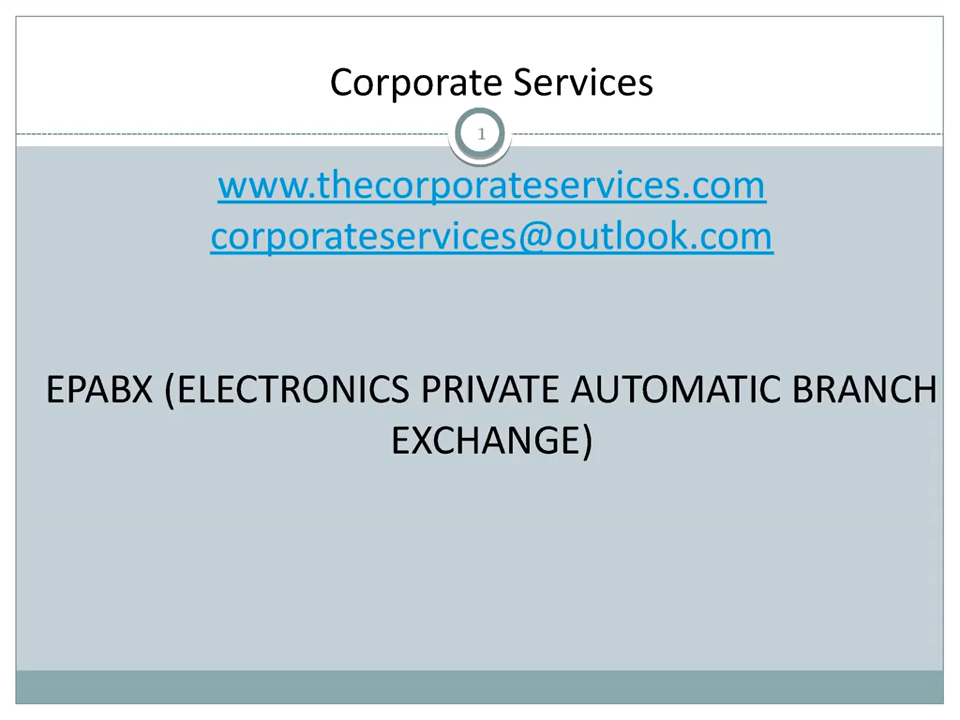 Corporate Services
1
www.thecorporateservices.com
corporateservices@outlook.com
EPABX (ELECTRONICS PRIVATE AUTOMATIC BRANCH
EXCHANGE)